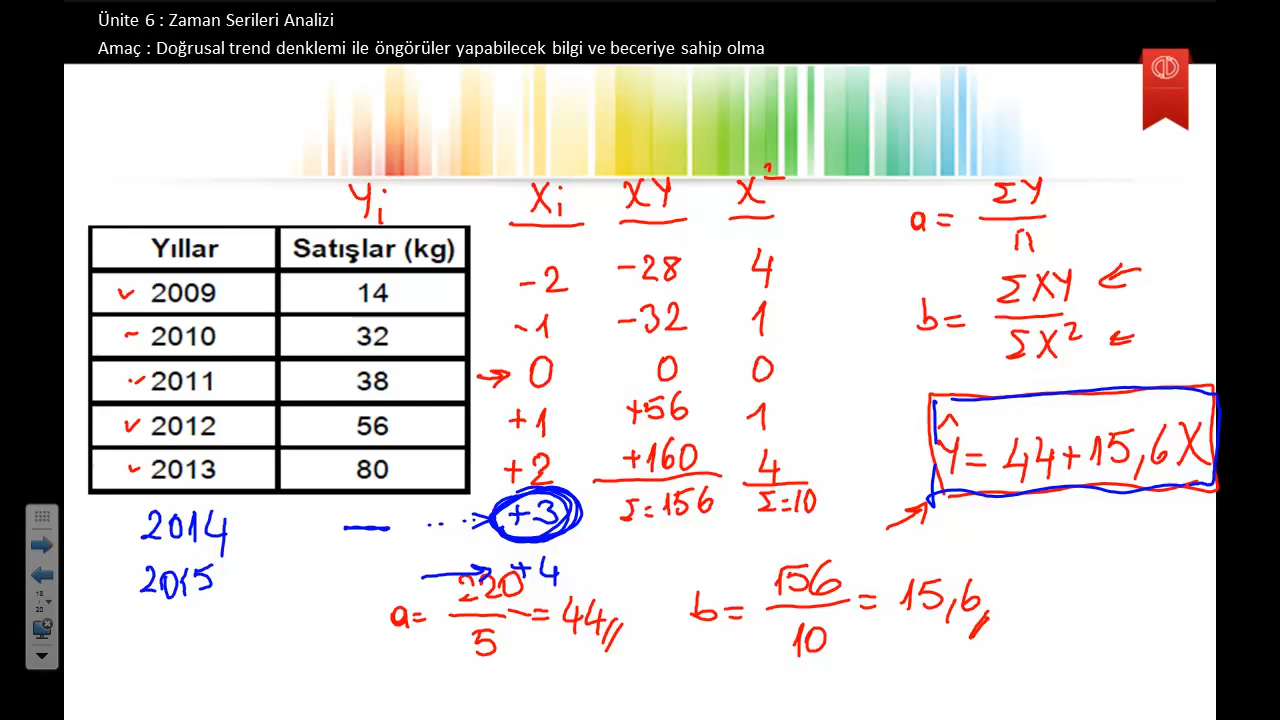 Ünite 6 : Zaman Serileri Analizi
Amaç : Doğrusal trend denklemi ile öngörüler yapabilecek bilgi ve beceriye sahip olma
Yi Xi XY X²
Yıllar Satışlar (kg)
2009 14 -2 -28 4
2010 32 -1 -32 1
2011 38 → 0 0 0
2012 56 +1 +56 1
2013 80 +2 +160 4
Σ=156 Σ=10
2014 +3
2015 +4
a = ΣY / n
b = ΣXY / ΣX²
Ŷ = 44+15,6X
a = 220 / 5 = 44
b = 156 / 10 = 15,6
18 / 20